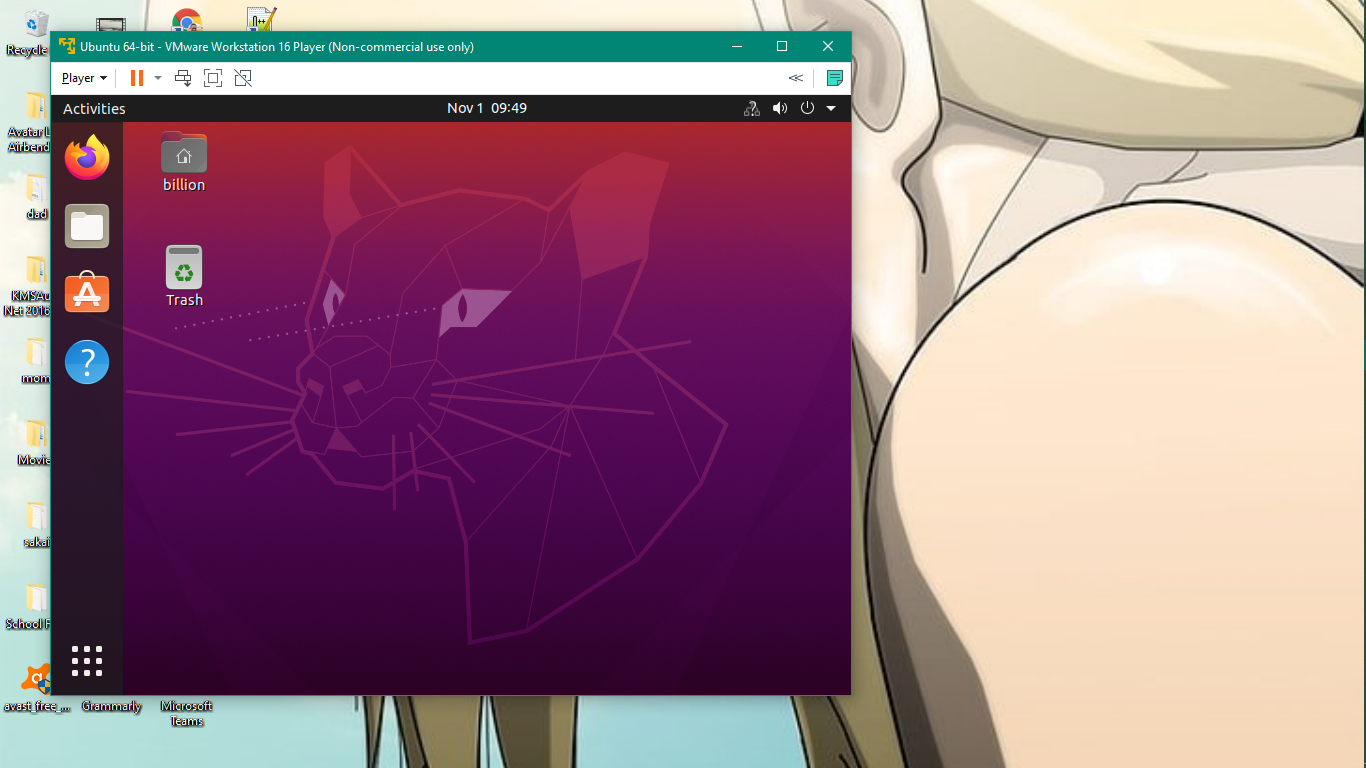 Ubuntu 64-bit - VMware Workstation 16 Player (Non-commercial use only)
Player
Activities
Nov 1 09:49
billion
Trash
Recycle
Avatar L
Airbend
dad
KMSAu
Net 2016
mom
Movie
sakai
School F
avast_free_...
Grammarly
Microsoft
Teams